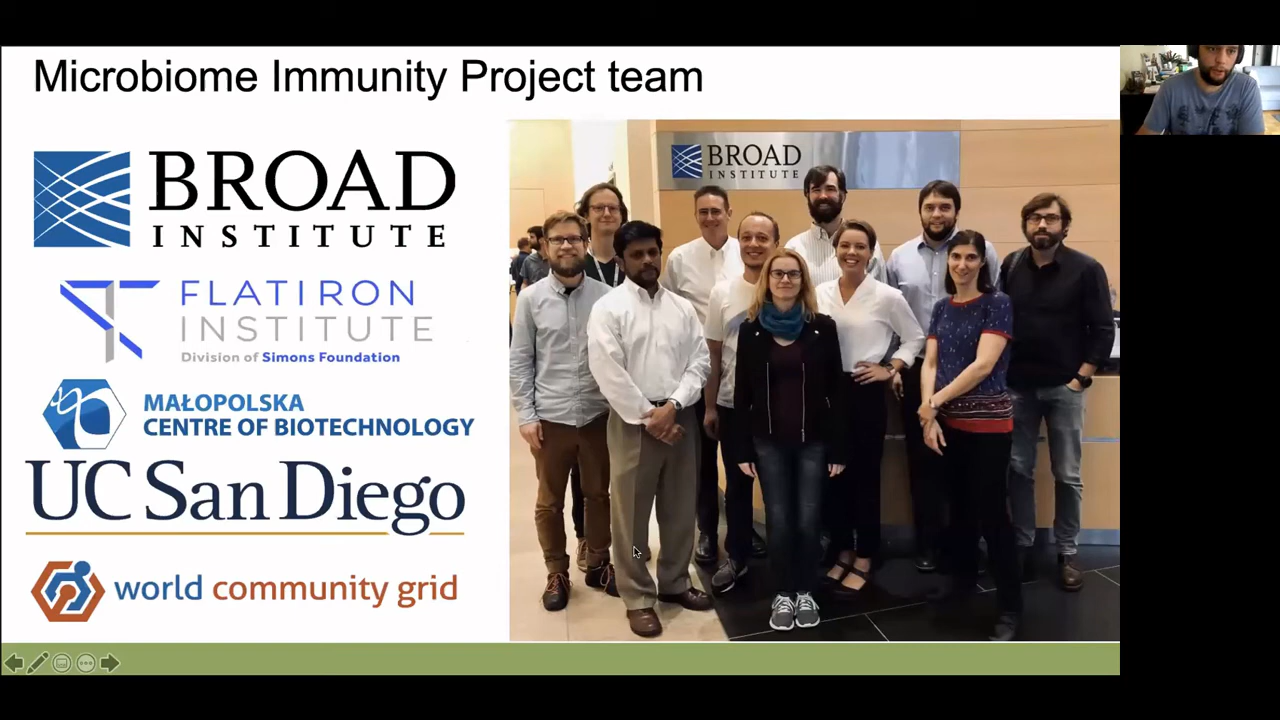 Microbiome Immunity Project team
BROAD
INSTITUTE
FLATIRON
INSTITUTE
Division of Simons Foundation
MAŁOPOLSKA
CENTRE OF BIOTECHNOLOGY
UC San Diego
world community grid
BROAD
INSTITUTE